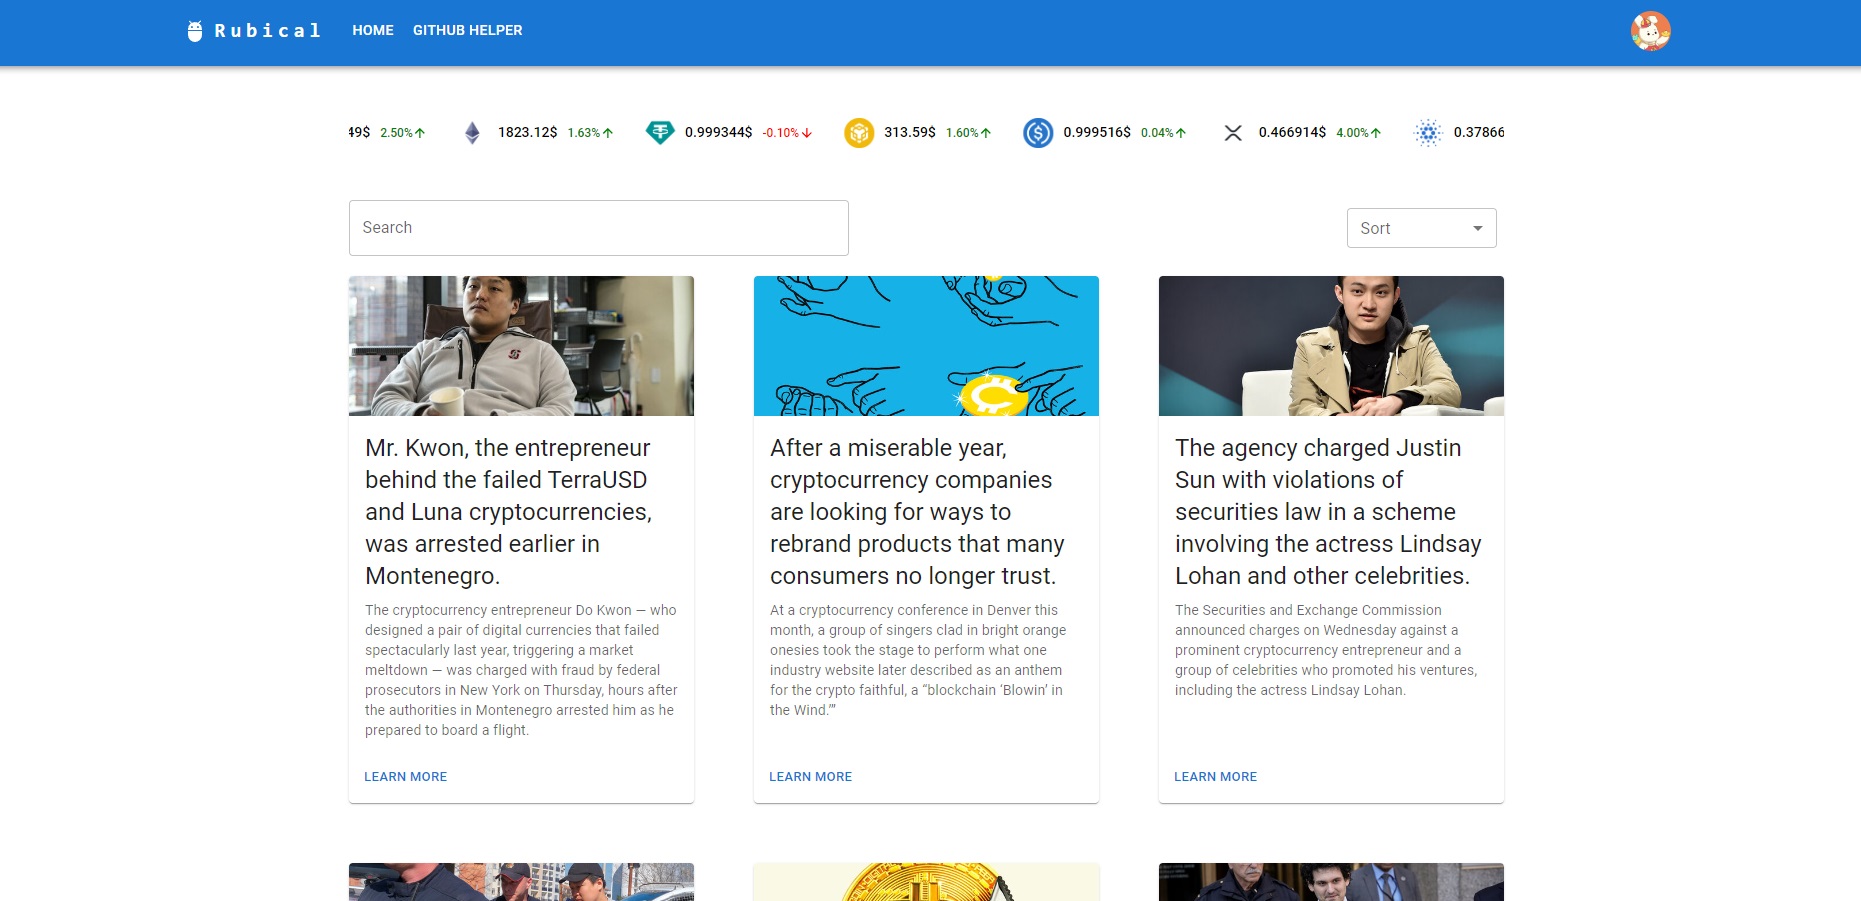 Rubical HOME GITHUB HELPER
49$ 2.50% 1823.12$ 1.63% 0.999344$ -0.10% 313.59$ 1.60% 0.999516$ 0.04% 0.466914$ 4.00% 0.37866
Search
Sort
Mr. Kwon, the entrepreneur
behind the failed TerraUSD
and Luna cryptocurrencies,
was arrested earlier in
Montenegro.
The cryptocurrency entrepreneur Do Kwon — who
designed a pair of digital currencies that failed
spectacularly last year, triggering a market
meltdown — was charged with fraud by federal
prosecutors in New York on Thursday, hours after
the authorities in Montenegro arrested him as he
prepared to board a flight.
LEARN MORE
After a miserable year,
cryptocurrency companies
are looking for ways to
rebrand products that many
consumers no longer trust.
At a cryptocurrency conference in Denver this
month, a group of singers clad in bright orange
onesies took the stage to perform what one
industry website later described as an anthem
for the crypto faithful, a “blockchain ‘Blowin’ in
the Wind.’”
LEARN MORE
The agency charged Justin
Sun with violations of
securities law in a scheme
involving the actress Lindsay
Lohan and other celebrities.
The Securities and Exchange Commission
announced charges on Wednesday against a
prominent cryptocurrency entrepreneur and a
group of celebrities who promoted his ventures,
including the actress Lindsay Lohan.
LEARN MORE